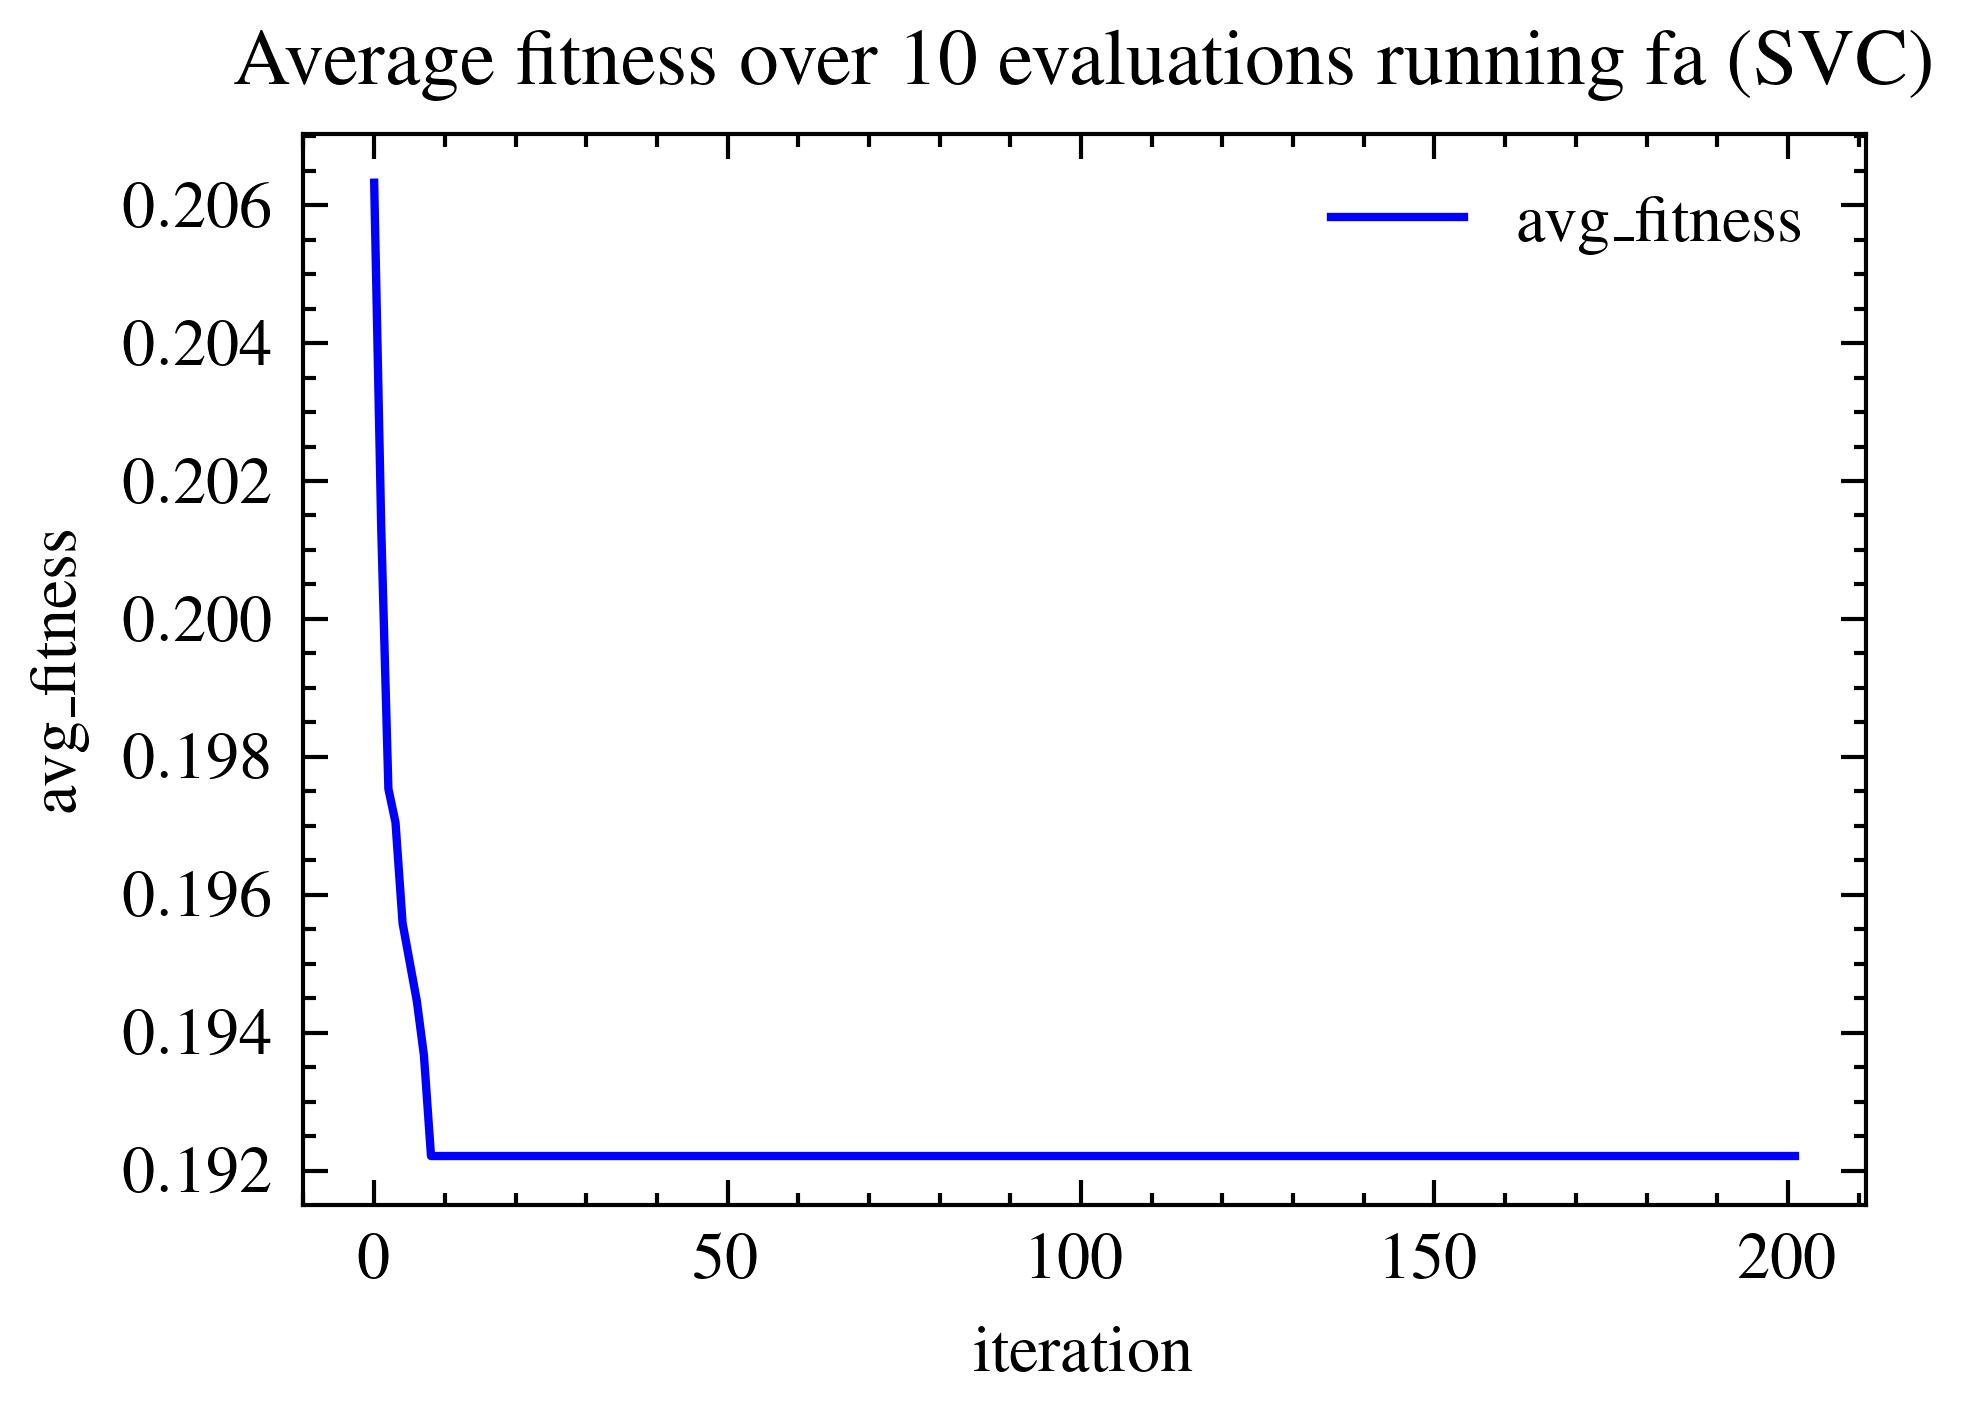 Average fitness over 10 evaluations running fa (SVC)
avg_fitness
0.206
0.204
0.202
0.200
0.198
0.196
0.194
0.192
avg_fitness
0 50 100 150 200
iteration